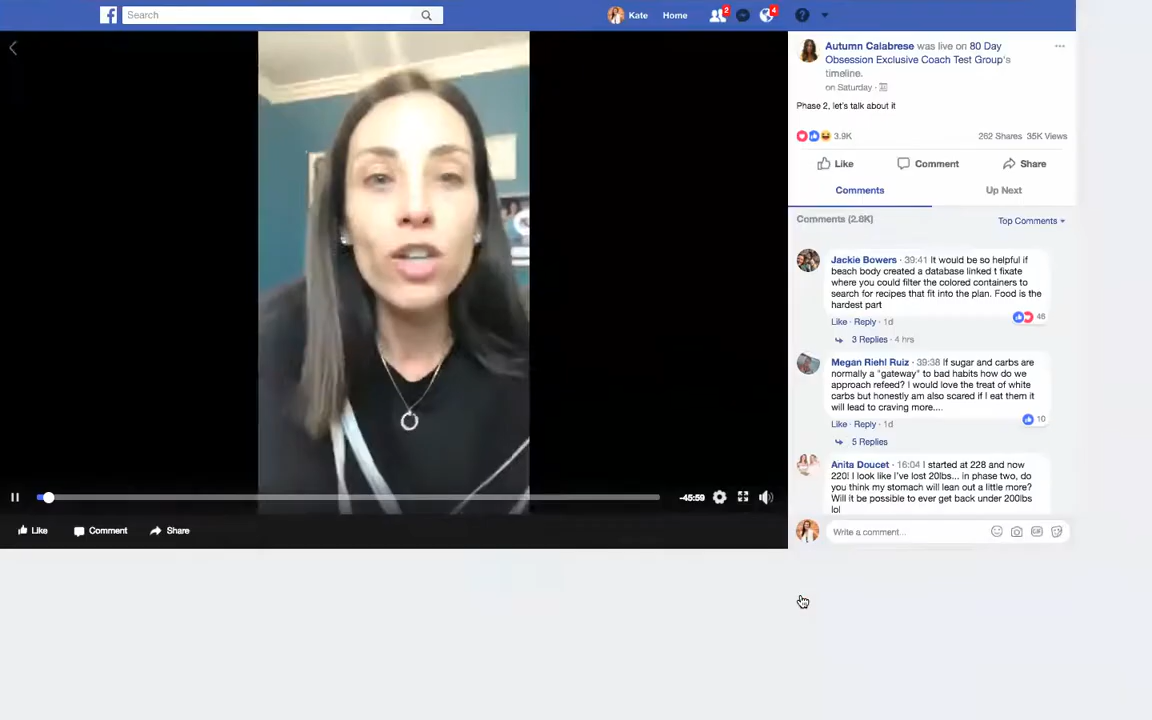 Search
Kate
Home
2
4
Autumn Calabrese was live on 80 Day
Obsession Exclusive Coach Test Group's
timeline.
on Saturday ·
Phase 2, let's talk about it
3.9K
262 Shares 35K Views
Like
Comment
Share
Comments
Up Next
Comments (2.8K)
Top Comments
Jackie Bowers · 39:41 It would be so helpful if
beach body created a database linked t fixate
where you could filter the colored containers to
search for recipes that fit into the plan. Food is the
hardest part
46
Like · Reply · 1d
3 Replies · 4 hrs
Megan Riehl Ruiz · 39:38 If sugar and carbs are
normally a "gateway" to bad habits how do we
approach refeed? I would love the treat of white
carbs but honestly am also scared if I eat them it
will lead to craving more....
10
Like · Reply · 1d
5 Replies
Anita Doucet · 16:04 I started at 228 and now
220! I look like I've lost 20lbs... in phase two, do
you think my stomach will lean out a little more?
Will it be possible to ever get back under 200lbs
lol
-45:59
Like
Comment
Share
Write a comment...
GIF